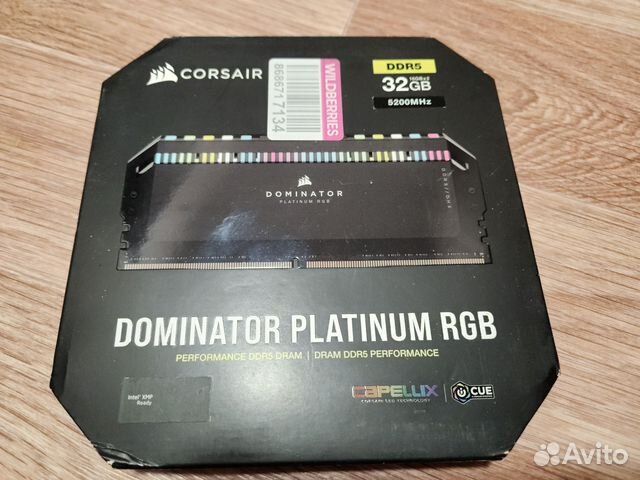 CORSAIR
8686717134
WILDBERRIES
DDR5
16GBx2
32GB
5200MHz
DOMINATOR
PLATINUM RGB
DOMINATOR PLATINUM RGB
PERFORMANCE DDR5 DRAM | DRAM DDR5 PERFORMANCE
Intel® XMP
Ready
CAPELLIX
CORSAIR LED TECHNOLOGY
iCUE
Avito